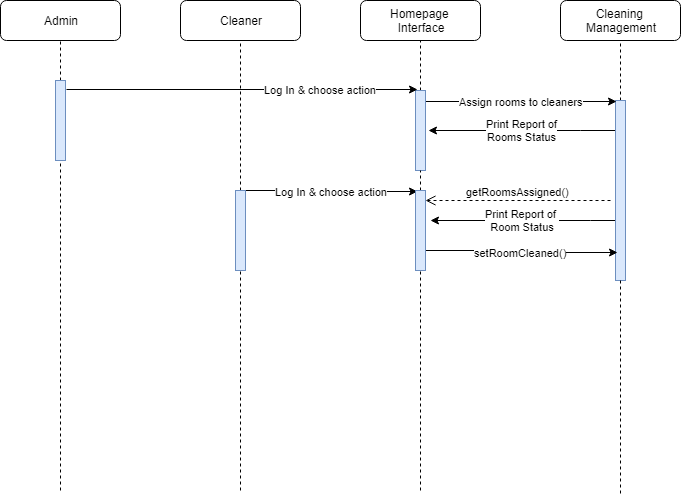 Admin
Cleaner
Homepage
Interface
Cleaning
Management
Log In & choose action
Assign rooms to cleaners
Print Report of
Rooms Status
Log In & choose action
getRoomsAssigned()
Print Report of
Room Status
setRoomCleaned()